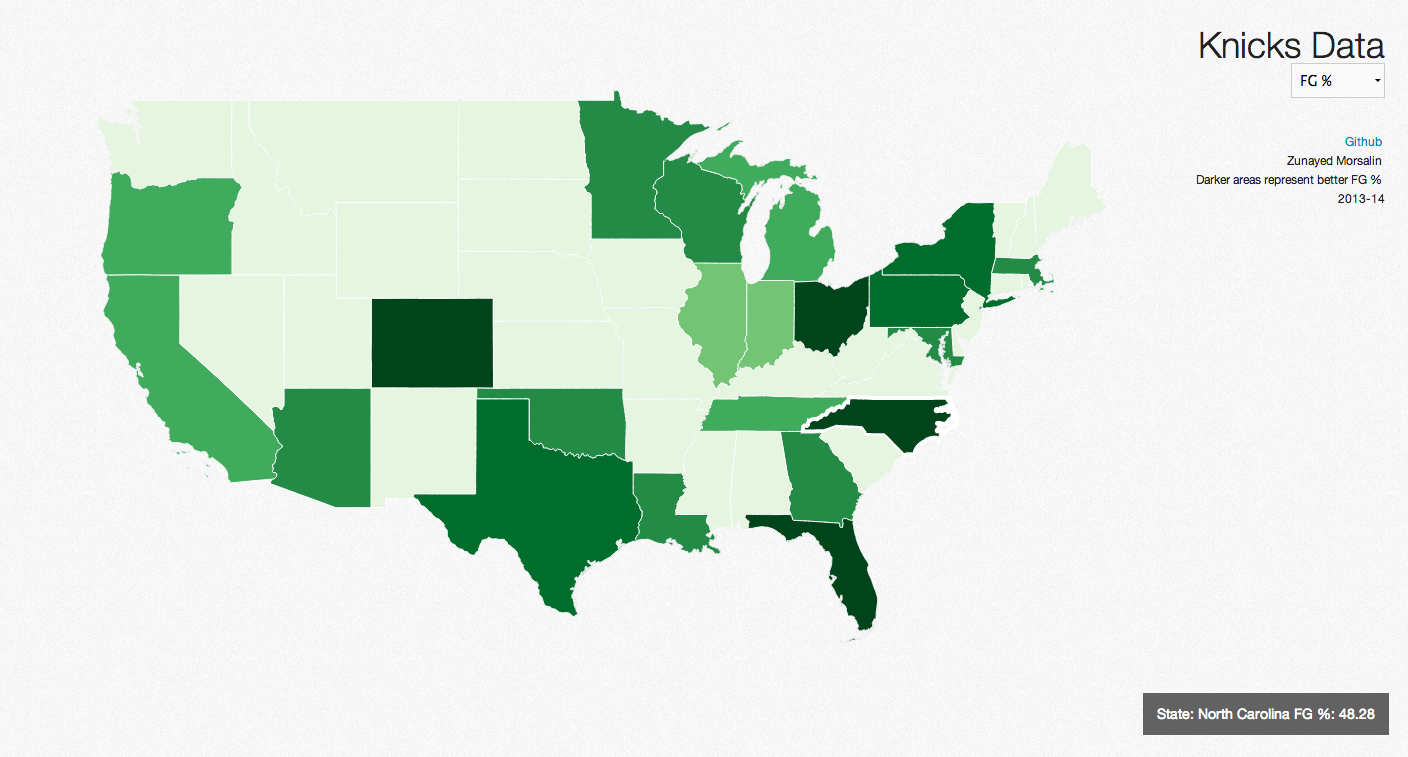 Knicks Data
FG %
Github
Zunayed Morsalin
Darker areas represent better FG %
2013-14
State: North Carolina FG %: 48.28